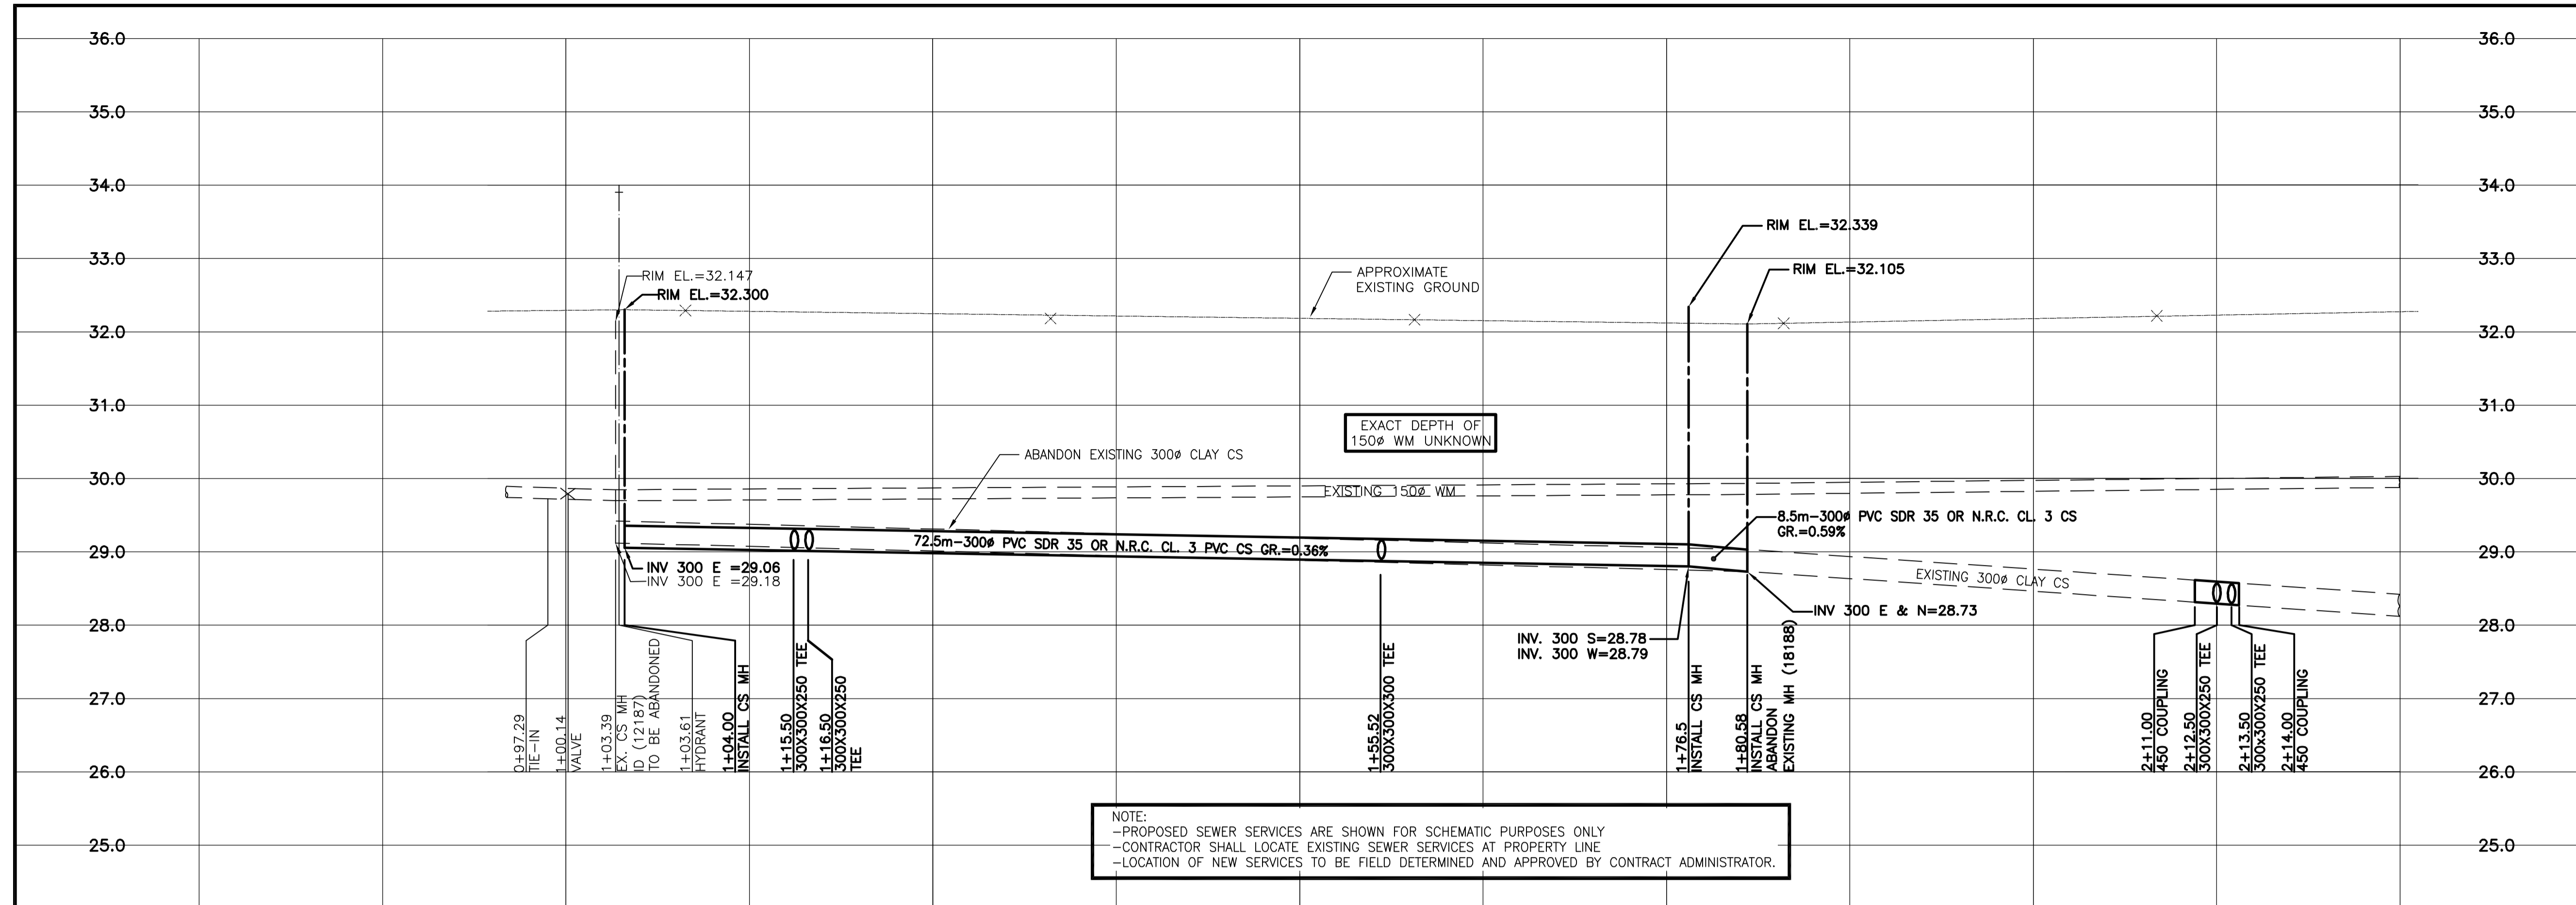 36.0
36.0
35.0
35.0
34.0
34.0
RIM EL.=32.339
33.0
33.0
RIM EL.=32.147
APPROXIMATE
EXISTING GROUND
RIM EL.=32.105
RIM EL.=32.300
32.0
32.0
31.0
31.0
EXACT DEPTH OF
150ø WM UNKNOWN
ABANDON EXISTING 300ø CLAY CS
30.0
30.0
EXISTING 150ø WM
8.5m-300ø PVC SDR 35 OR N.R.C. CL. 3 CS
GR.=0.59%
72.5m-300ø PVC SDR 35 OR N.R.C. CL. 3 PVC CS GR.=0.36%
29.0
29.0
INV 300 E =29.06
INV 300 E =29.18
EXISTING 300ø CLAY CS
INV 300 E & N=28.73
28.0
28.0
INV. 300 S=28.78
INV. 300 W=28.79
0+97.29
TIE-IN
1+00.14
VALVE
1+03.39
EX. CS MH
ID (12187)
TO BE ABANDONED
1+03.61
HYDRANT
1+04.00
INSTALL CS MH
1+15.50
300X300X250 TEE
1+16.50
300X300X250
TEE
1+55.52
300X300X300 TEE
1+76.5
INSTALL CS MH
1+80.58
INSTALL CS MH
ABANDON
EXISTING MH (18188)
2+11.00
450 COUPLING
2+12.50
300X300X250 TEE
2+13.50
300x300X250 TEE
2+14.00
450 COUPLING
27.0
27.0
26.0
26.0
NOTE:
-PROPOSED SEWER SERVICES ARE SHOWN FOR SCHEMATIC PURPOSES ONLY
-CONTRACTOR SHALL LOCATE EXISTING SEWER SERVICES AT PROPERTY LINE
-LOCATION OF NEW SERVICES TO BE FIELD DETERMINED AND APPROVED BY CONTRACT ADMINISTRATOR.
25.0
25.0